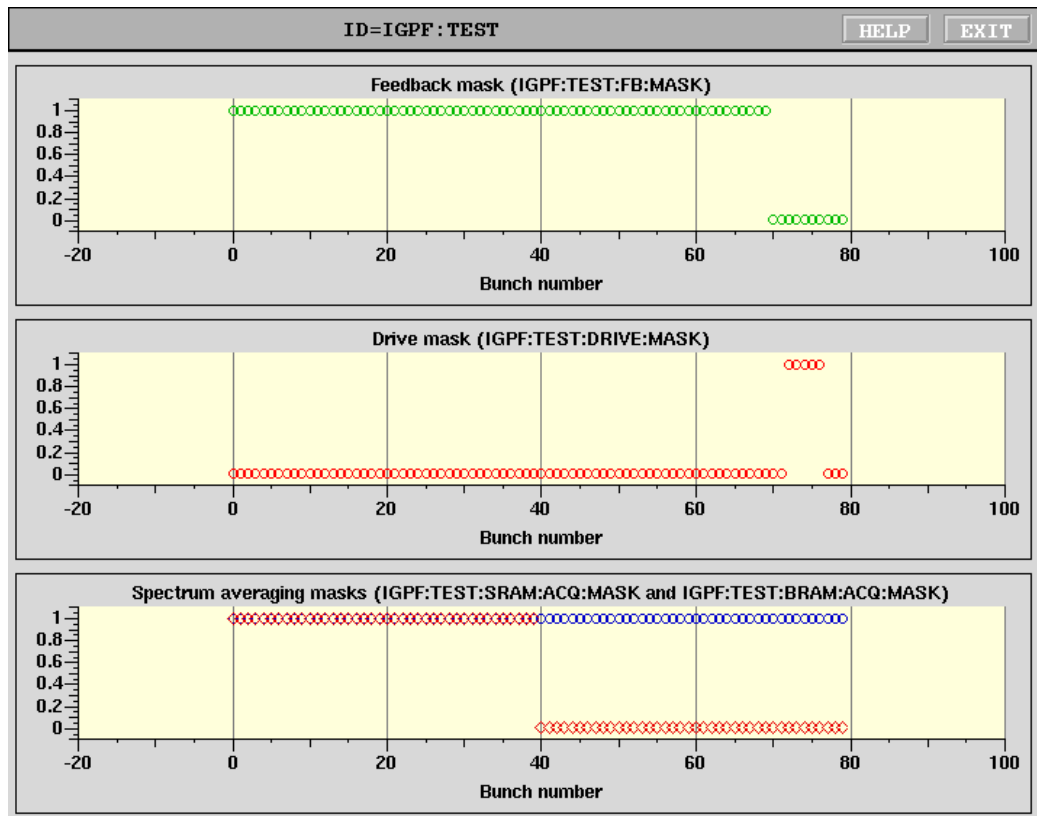 ID=IGPF:TEST HELP EXIT
Feedback mask (IGPF:TEST:FB:MASK)
1
0.8
0.6
0.4
0.2
0
-20 0 20 40 60 80 100
Bunch number
Drive mask (IGPF:TEST:DRIVE:MASK)
1
0.8
0.6
0.4
0.2
0
-20 0 20 40 60 80 100
Bunch number
Spectrum averaging masks (IGPF:TEST:SRAM:ACQ:MASK and IGPF:TEST:BRAM:ACQ:MASK)
1
0.8
0.6
0.4
0.2
0
-20 0 20 40 60 80 100
Bunch number